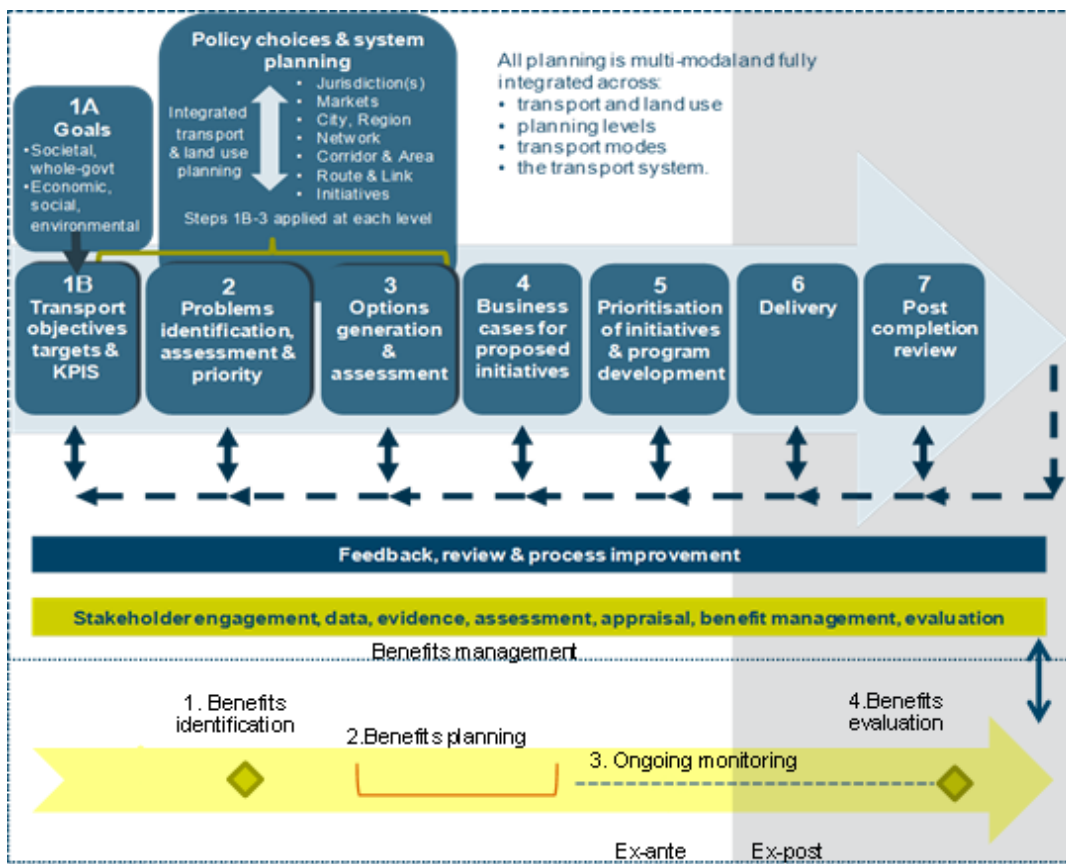 Policy choices & system
planning
• Jurisdiction(s)
• Markets
• City, Region
• Network
• Corridor & Area
• Route & Link
• Initiatives
Integrated
transport
& land use
planning
Steps 1B-3 applied at each level
All planning is multi-modal and fully
integrated across:
• transport and land use
• planning levels
• transport modes
• the transport system.
1A
Goals
•Societal,
whole-govt
•Economic,
social,
environmental
1B
Transport
objectives
targets &
KPIS
2
Problems
identification,
assessment &
priority
3
Options
generation
&
assessment
4
Business
cases for
proposed
initiatives
5
Prioritisation
of initiatives
& program
development
6
Delivery
7
Post
completion
review
Feedback, review & process improvement
Stakeholder engagement, data, evidence, assessment, appraisal, benefit management, evaluation
Benefits management
1. Benefits
identification
2.Benefits planning
3. Ongoing monitoring
4.Benefits
evaluation
Ex-ante
Ex-post